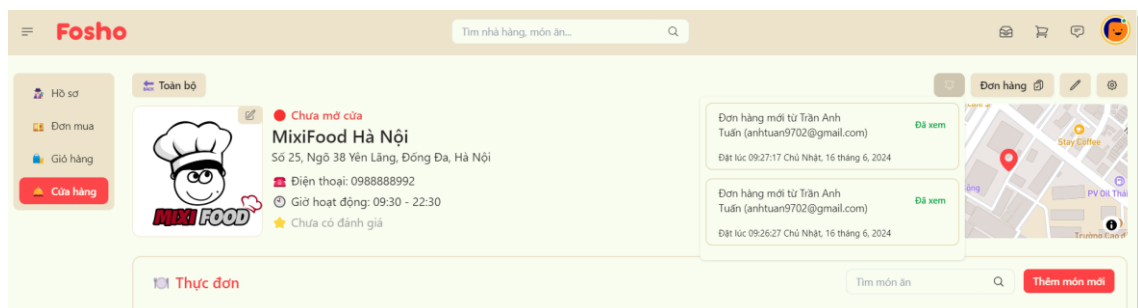 Fosho
Tìm nhà hàng, món ăn...
Hồ sơ
Đơn mua
Giỏ hàng
Cửa hàng
BACK
Toàn bộ
Đơn hàng
MIXI FOOD
Chưa mở cửa
MixiFood Hà Nội
Số 25, Ngõ 38 Yên Lãng, Đống Đa, Hà Nội
Điện thoại: 0988888992
Giờ hoạt động: 09:30 - 22:30
Chưa có đánh giá
Đơn hàng mới từ Trần Anh
Tuấn (anhtuan9702@gmail.com)
Đã xem
Đặt lúc 09:27:17 Chủ Nhật, 16 tháng 6, 2024
Đơn hàng mới từ Trần Anh
Tuấn (anhtuan9702@gmail.com)
Đã xem
Đặt lúc 09:26:27 Chủ Nhật, 16 tháng 6, 2024
Stay Coffee
PV Oil Thái
Trường Cao đ
Thực đơn
Tìm món ăn
Thêm món mới